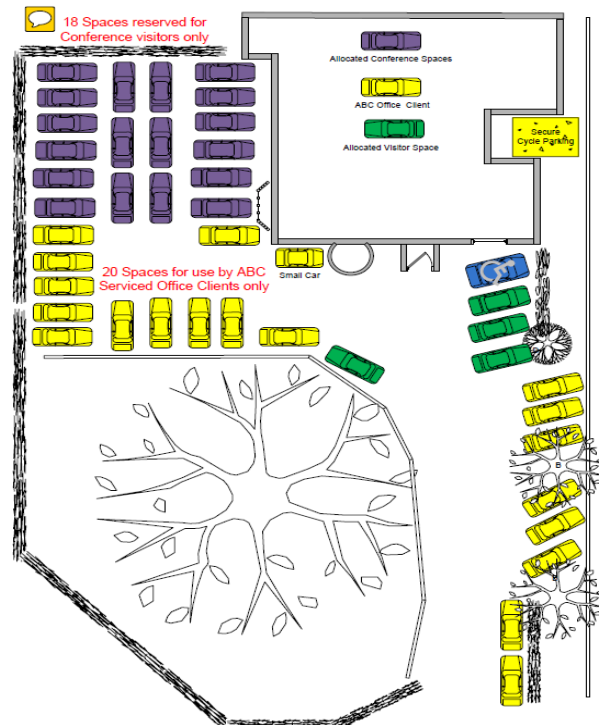 18 Spaces reserved for
Conference visitors only
Allocated Conference Spaces
ABC Office Client
Allocated Visitor Space
Secure
Cycle Parking
20 Spaces for use by ABC
Serviced Office Clients only
Small Car
B